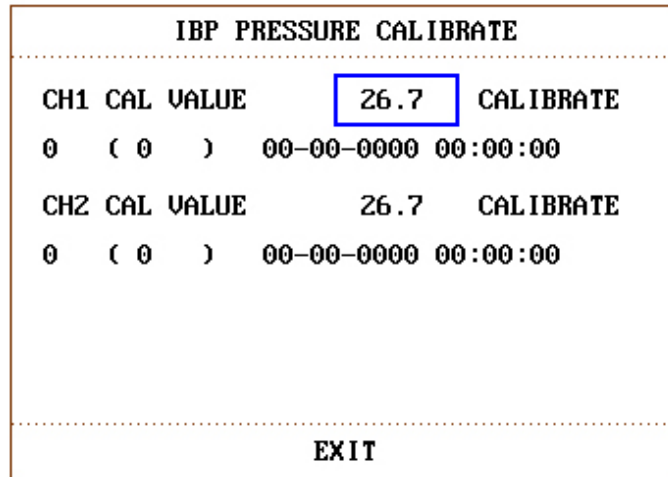 IBP PRESSURE CALIBRATE
CH1 CAL VALUE 26.7 CALIBRATE
0 ( 0 ) 00-00-0000 00:00:00
CH2 CAL VALUE 26.7 CALIBRATE
0 ( 0 ) 00-00-0000 00:00:00
EXIT